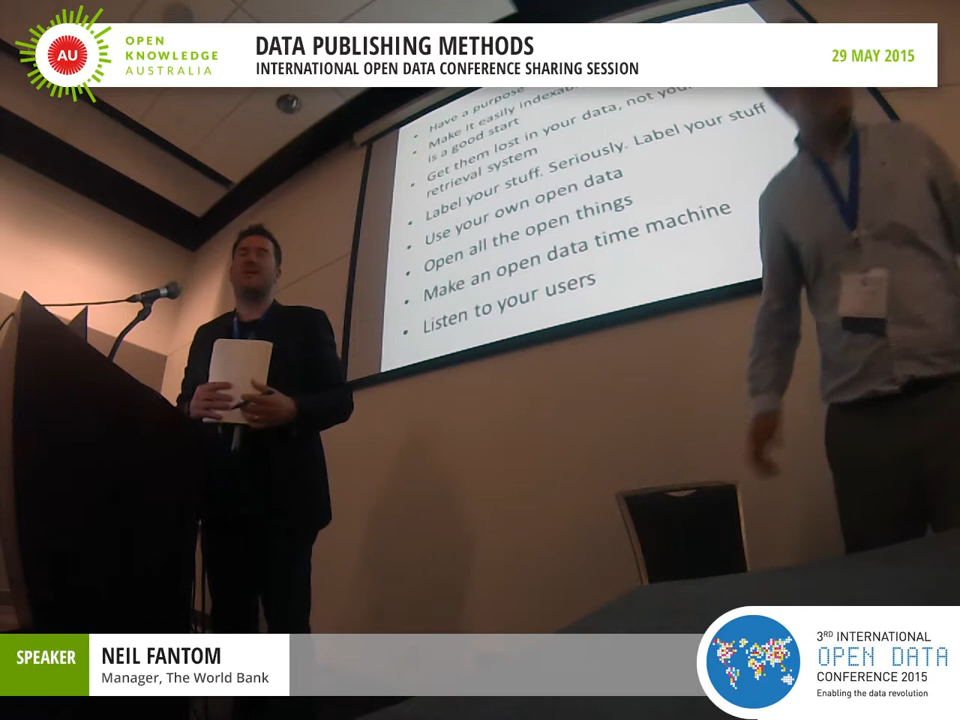 AU
OPEN
KNOWLEDGE
AUSTRALIA
DATA PUBLISHING METHODS
INTERNATIONAL OPEN DATA CONFERENCE SHARING SESSION
29 MAY 2015
• Have a purpose
• Make it easily
is a good start
• Get them lost in your data, not
retrieval system
• Label your stuff. Seriously. Label your stuff
• Use your own open data
• Open all the open things
• Make an open data time machine
• Listen to your users
SPEAKER
NEIL FANTOM
Manager, The World Bank
3RD INTERNATIONAL
OPEN DATA
CONFERENCE 2015
Enabling the data revolution